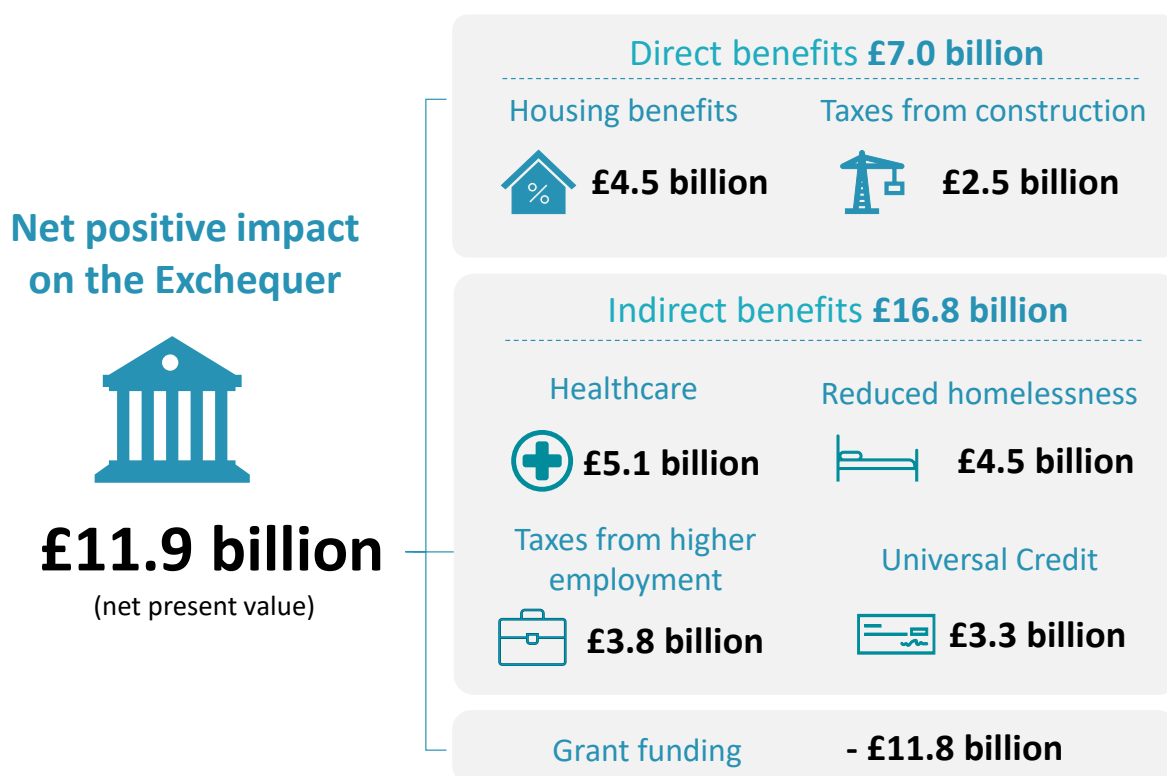 Net positive impact
on the Exchequer
£11.9 billion
(net present value)
Direct benefits £7.0 billion
Housing benefits
%
£4.5 billion
Taxes from construction
£2.5 billion
Indirect benefits £16.8 billion
Healthcare
£5.1 billion
Reduced homelessness
£4.5 billion
Taxes from higher
employment
£3.8 billion
Universal Credit
£3.3 billion
Grant funding
- £11.8 billion